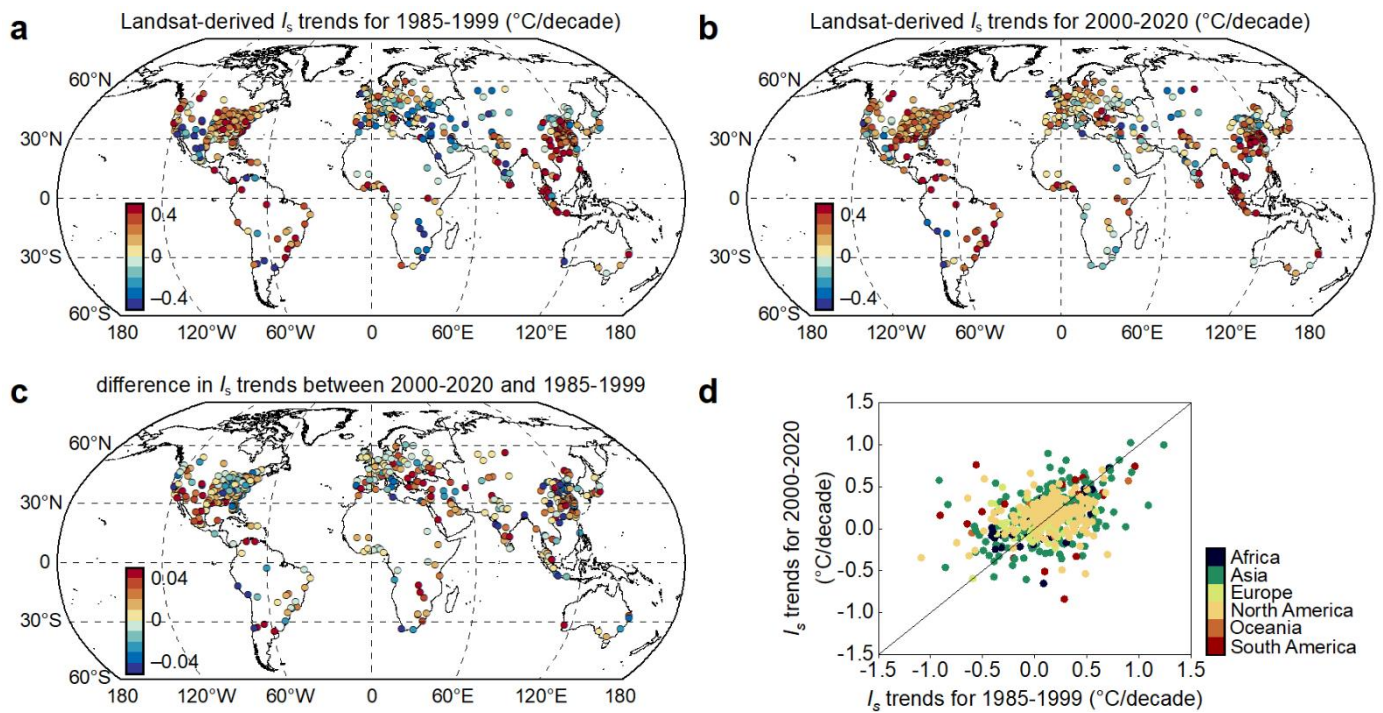 a
Landsat-derived Is trends for 1985-1999 (°C/decade)
60°N
30°N
0
30°S
60°S
0.4
0
–0.4
180
120°W
60°W
0
60°E
120°E
180
b
Landsat-derived Is trends for 2000-2020 (°C/decade)
60°N
30°N
0
30°S
60°S
0.4
0
–0.4
180
120°W
60°W
0
60°E
120°E
180
c
difference in Is trends between 2000-2020 and 1985-1999
60°N
30°N
0
30°S
60°S
0.04
0
–0.04
180
120°W
60°W
0
60°E
120°E
180
d
Is trends for 2000-2020
(°C/decade)
1.5
1.0
0.5
0.0
-0.5
-1.0
-1.5
-1.5
-1.0
-0.5
0.0
0.5
1.0
1.5
Is trends for 1985-1999 (°C/decade)
Africa
Asia
Europe
North America
Oceania
South America